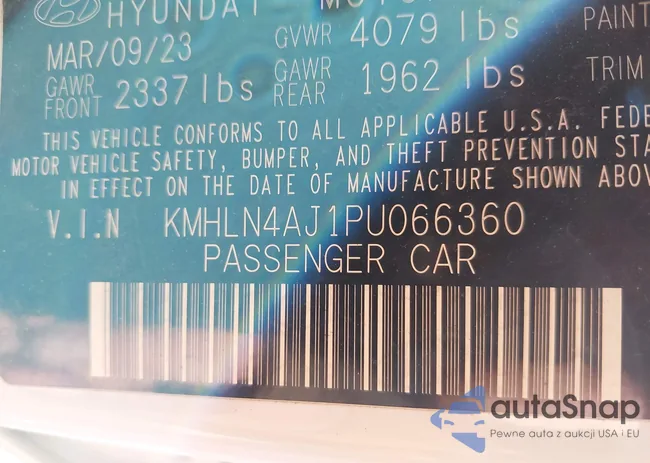 HYUNDAI MOTOR
MAR/09/23 GVWR 4079 lbs PAINT
GAWR FRONT 2337 lbs GAWR REAR 1962 lbs TRIM
THIS VEHICLE CONFORMS TO ALL APPLICABLE U.S.A. FEDE
MOTOR VEHICLE SAFETY, BUMPER, AND THEFT PREVENTION STA
IN EFFECT ON THE DATE OF MANUFACTURE SHOWN ABOV
V.I.N KMHLN4AJ1PU066360
PASSENGER CAR
autaSnap
Pewne auta z aukcji USA i EU